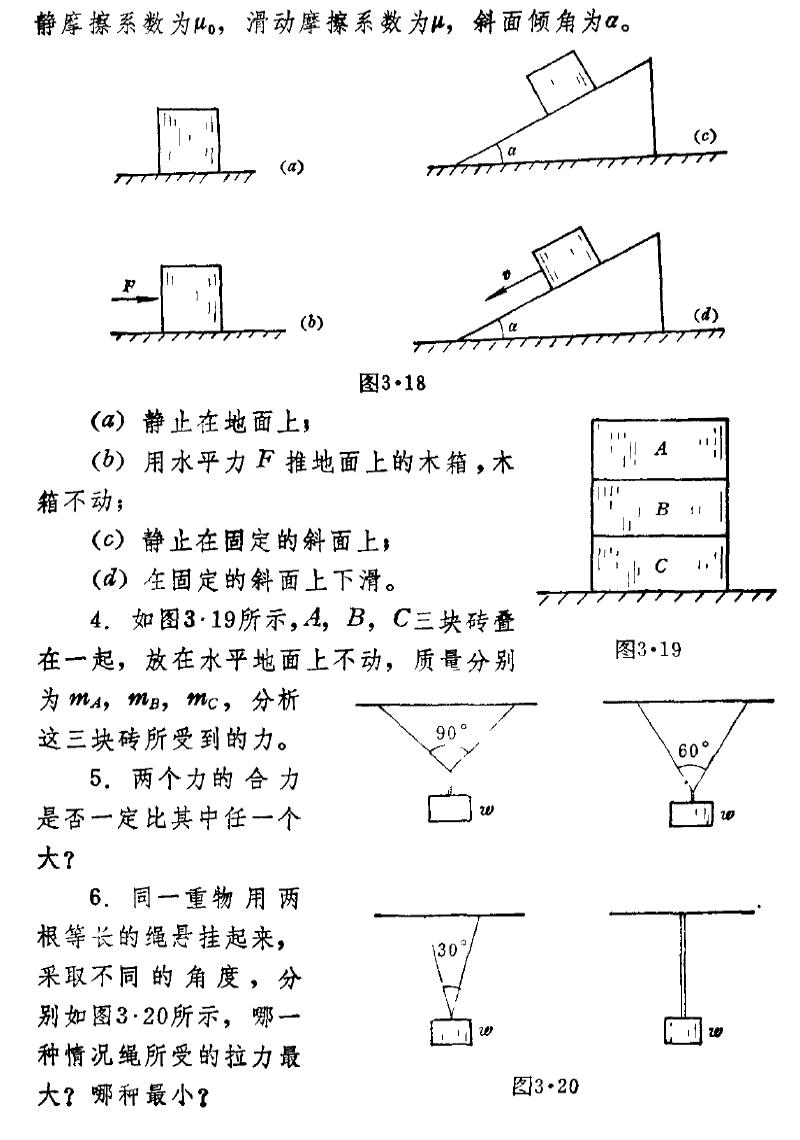 静摩擦系数为μ₀，滑动摩擦系数为μ，斜面倾角为α。
(a)
α
(c)
F
(b)
v
α
(d)
图3·18
(a) 静止在地面上；
(b) 用水平力 F 推地面上的木箱，木
箱不动；
(c) 静止在固定的斜面上；
(d) 在固定的斜面上下滑。
A
B
C
图3·19
4. 如图3·19所示，A，B，C三块砖叠
在一起，放在水平地面上不动，质量分别
为 mA，mB，mC，分析
这三块砖所受到的力。
5. 两个力的合力
是否一定比其中任一个
大？
6. 同一重物用两
根等长的绳悬挂起来，
采取不同的角度，分
别如图3·20所示，哪一
种情况绳所受的拉力最
大？哪种最小？
90°
w
60°
w
30°
w
w
图3·20